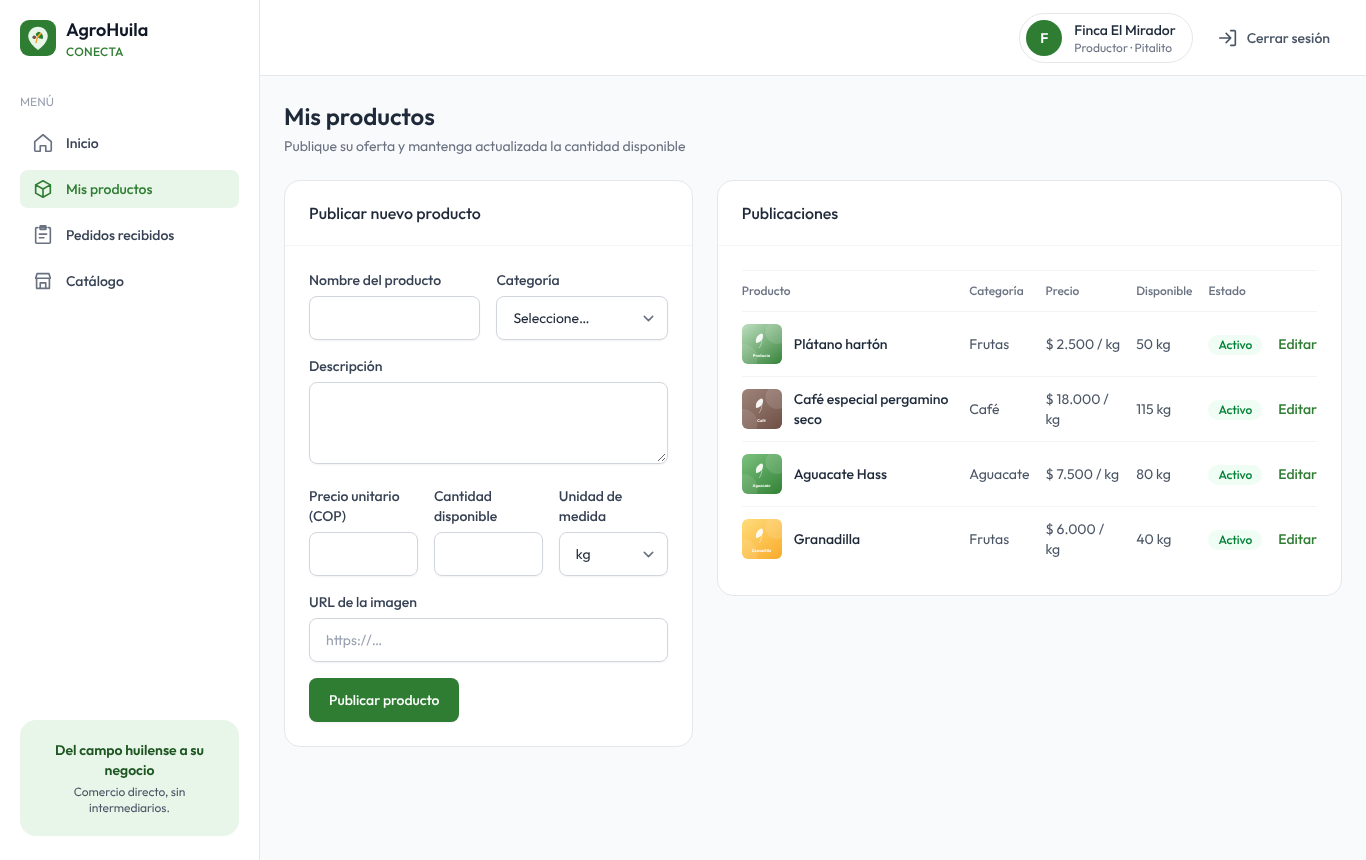 AgroHuila
CONECTA
MENÚ
Inicio
Mis productos
Pedidos recibidos
Catálogo
Del campo huilense a su
negocio
Comercio directo, sin
intermediarios.
F
Finca El Mirador
Productor · Pitalito
Cerrar sesión
Mis productos
Publique su oferta y mantenga actualizada la cantidad disponible
Publicar nuevo producto
Nombre del producto
Categoría
Seleccione...
Descripción
Precio unitario
(COP)
Cantidad
disponible
Unidad de
medida
kg
URL de la imagen
https://...
Publicar producto
Publicaciones
Producto Categoría Precio Disponible Estado
Producto
Plátano hartón Frutas $ 2.500 / kg 50 kg Activo Editar
Café
Café especial pergamino
seco
Café
$ 18.000 /
kg
115 kg Activo Editar
Aguacate
Aguacate Hass Aguacate $ 7.500 / kg 80 kg Activo Editar
Granadilla
Granadilla Frutas
$ 6.000 /
kg
40 kg Activo Editar